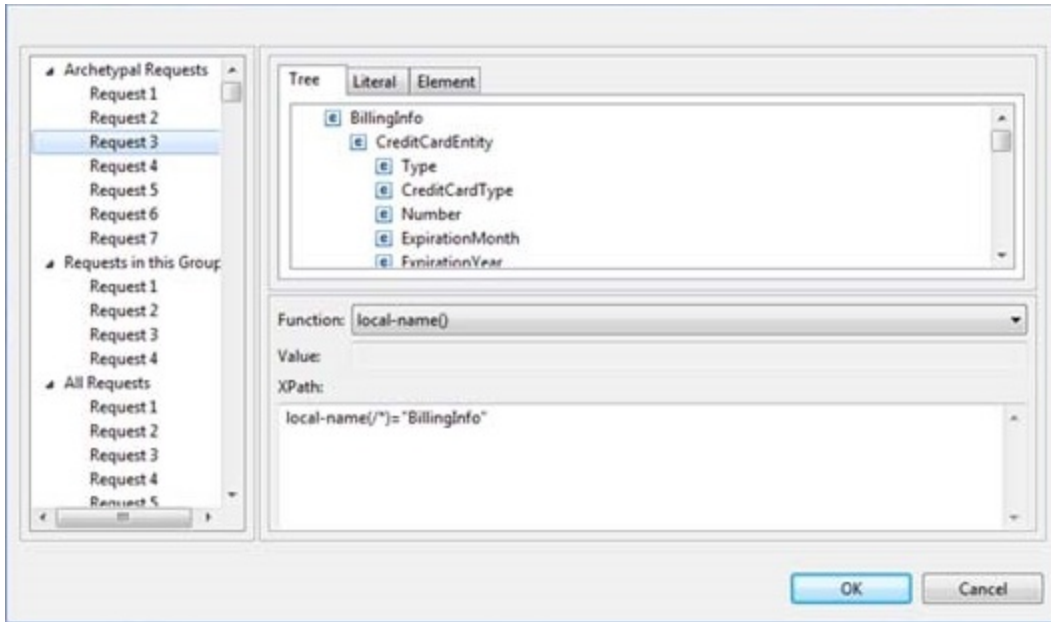 Archetypal Requests
Request 1
Request 2
Request 3
Request 4
Request 5
Request 6
Request 7
Requests in this Group
Request 1
Request 2
Request 3
Request 4
All Requests
Request 1
Request 2
Request 3
Request 4
Request 5
Tree Literal Element
BillingInfo
CreditCardEntity
Type
CreditCardType
Number
ExpirationMonth
ExpirationYear
Function: local-name()
Value:
XPath:
local-name(/*)="BillingInfo"
OK Cancel